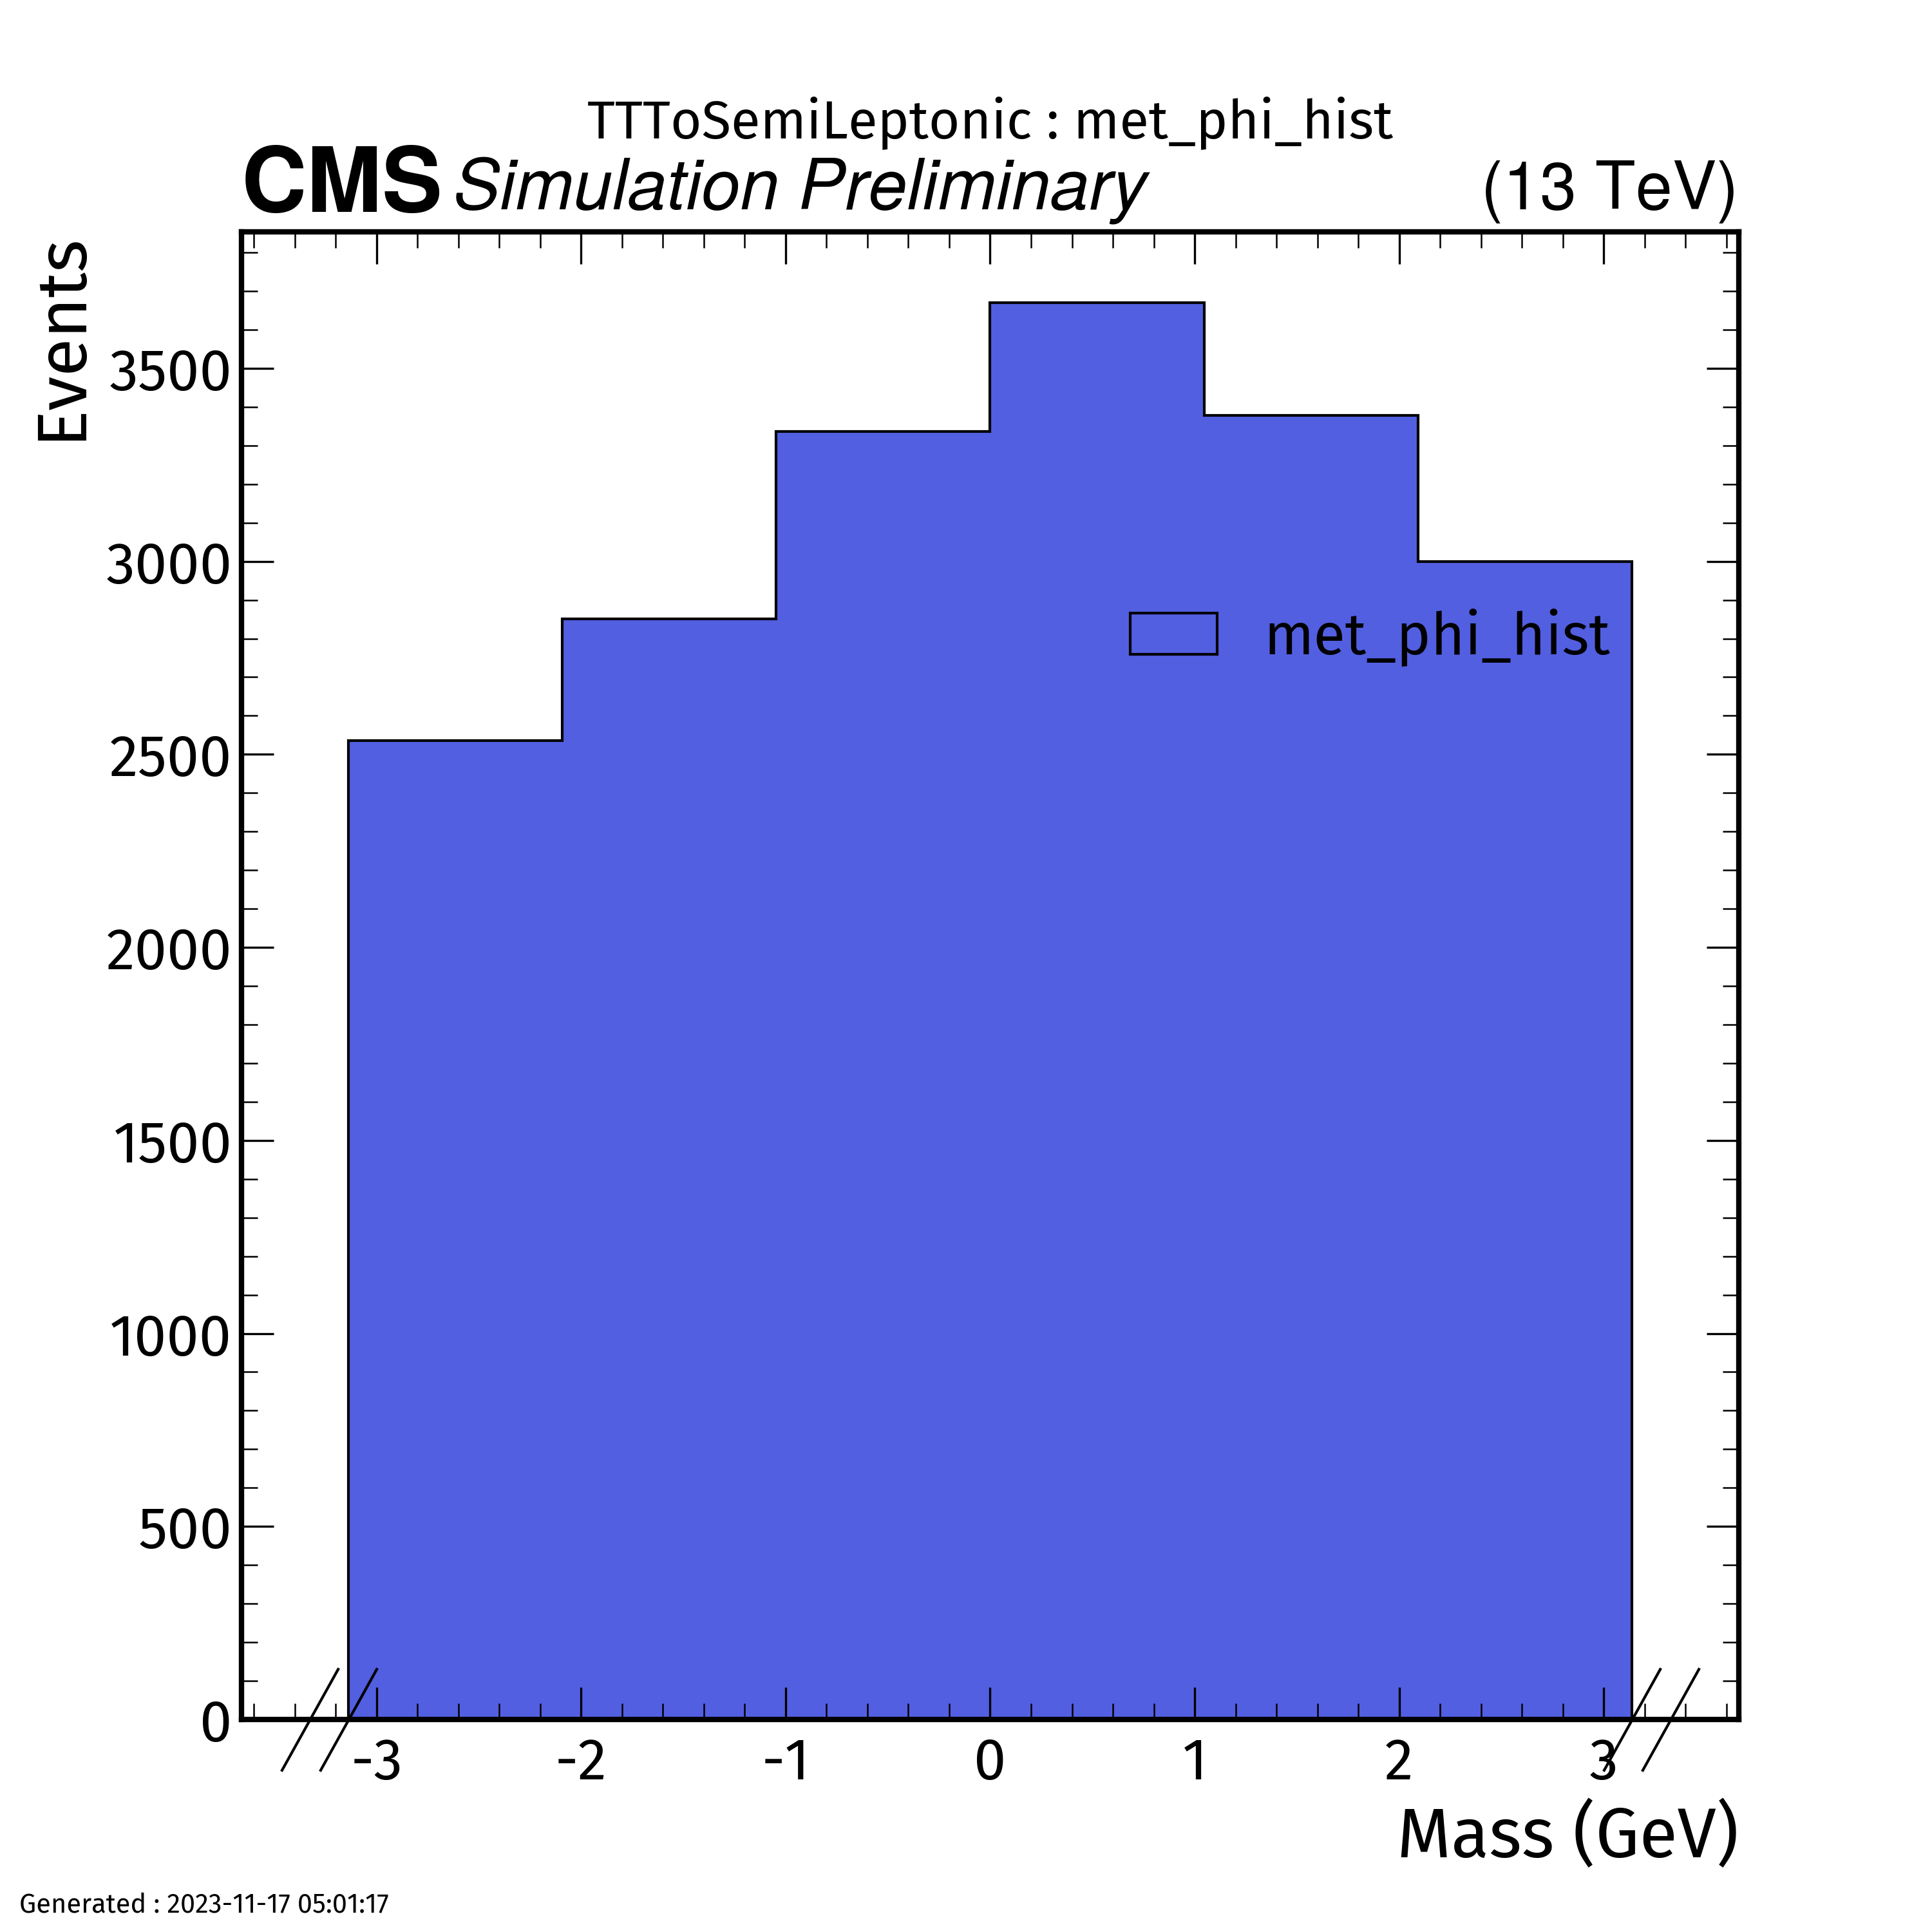 TTToSemiLeptonic : met_phi_hist
CMS Simulation Preliminary (13 TeV)
Events
3500
3000
2500
2000
1500
1000
500
0
met_phi_hist
-3 -2 -1 0 1 2 3
Mass (GeV)
Generated : 2023-11-17 05:01:17